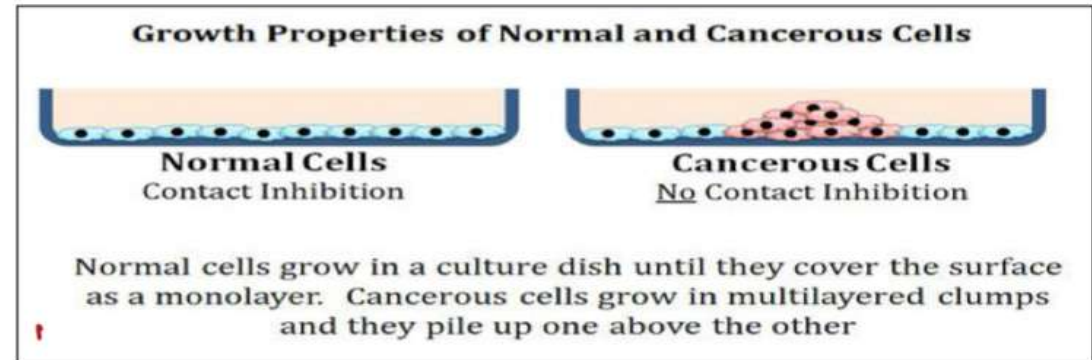 Growth Properties of Normal and Cancerous Cells
Normal Cells
Contact Inhibition
Cancerous Cells
No Contact Inhibition
Normal cells grow in a culture dish until they cover the surface
as a monolayer. Cancerous cells grow in multilayered clumps
and they pile up one above the other